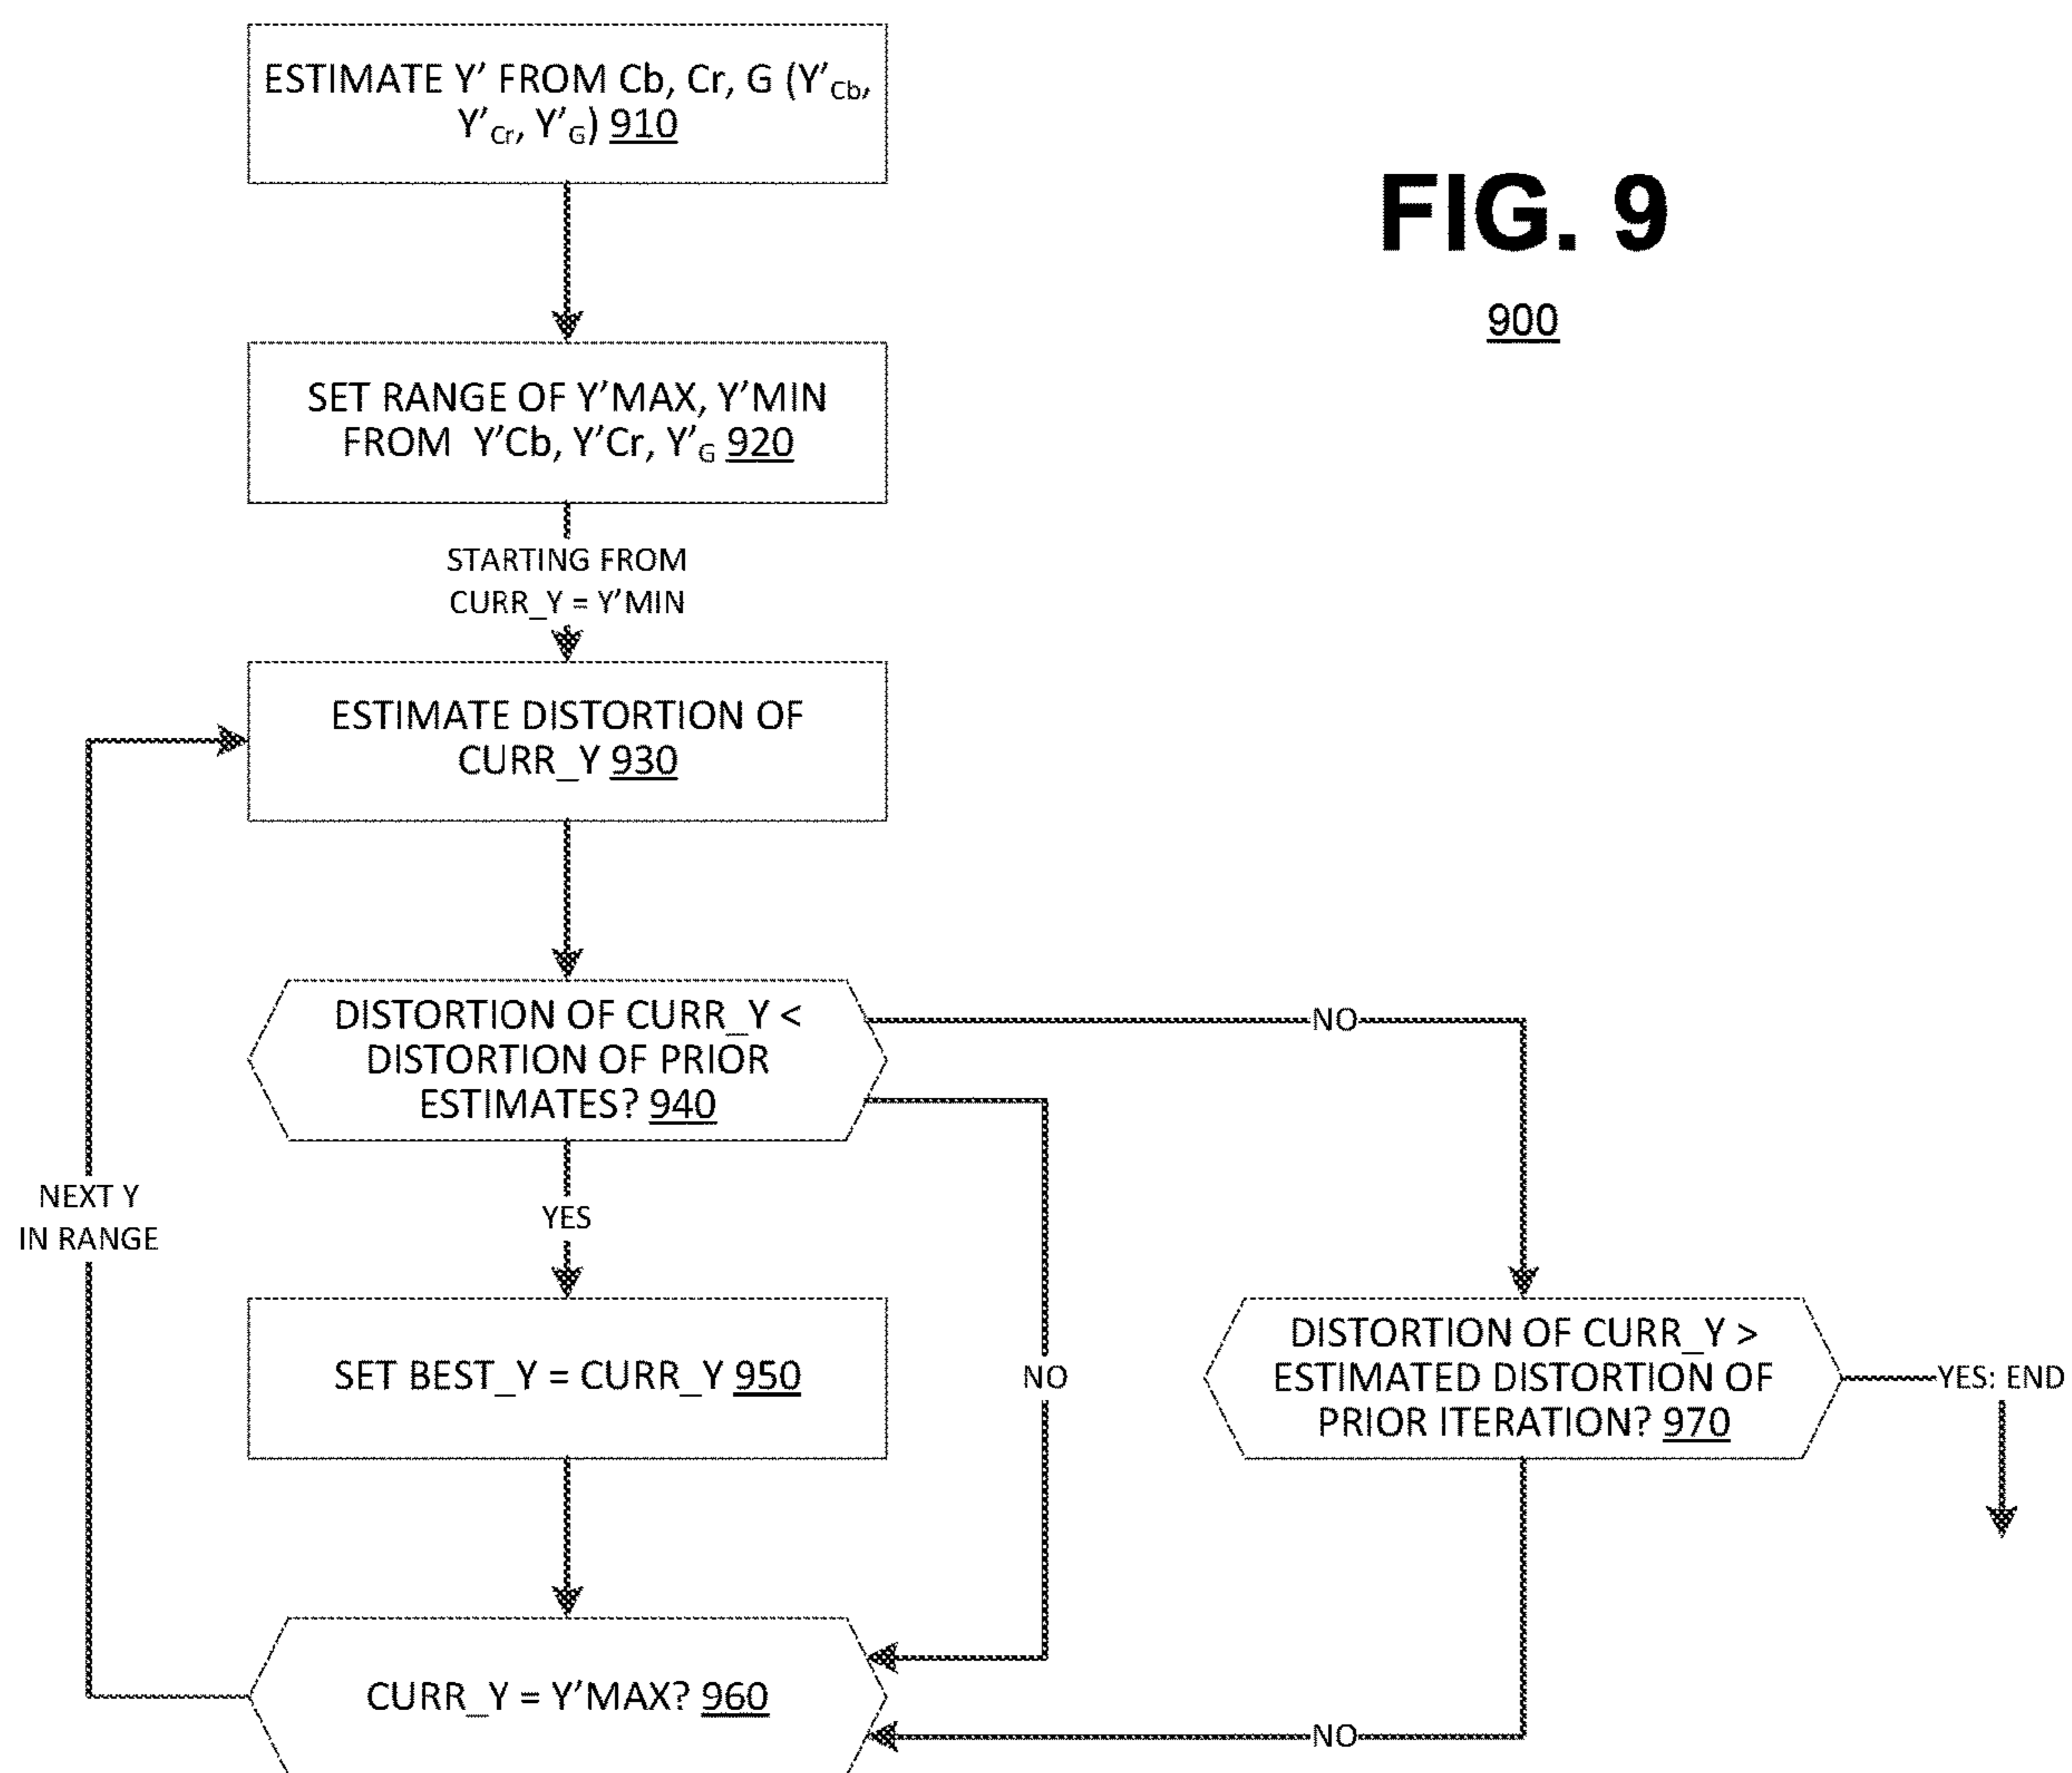 ESTIMATE Y' FROM Cb, Cr, G (Y'Cb,
Y'Cr, Y'G) 910
FIG. 9
900
SET RANGE OF Y'MAX, Y'MIN
FROM Y'Cb, Y'Cr, Y'G 920
STARTING FROM
CURR_Y = Y'MIN
ESTIMATE DISTORTION OF
CURR_Y 930
DISTORTION OF CURR_Y <
DISTORTION OF PRIOR
ESTIMATES? 940
NO
NEXT Y
IN RANGE
YES
SET BEST_Y = CURR_Y 950
NO
DISTORTION OF CURR_Y >
ESTIMATED DISTORTION OF
PRIOR ITERATION? 970
YES: END
CURR_Y = Y'MAX? 960
NO